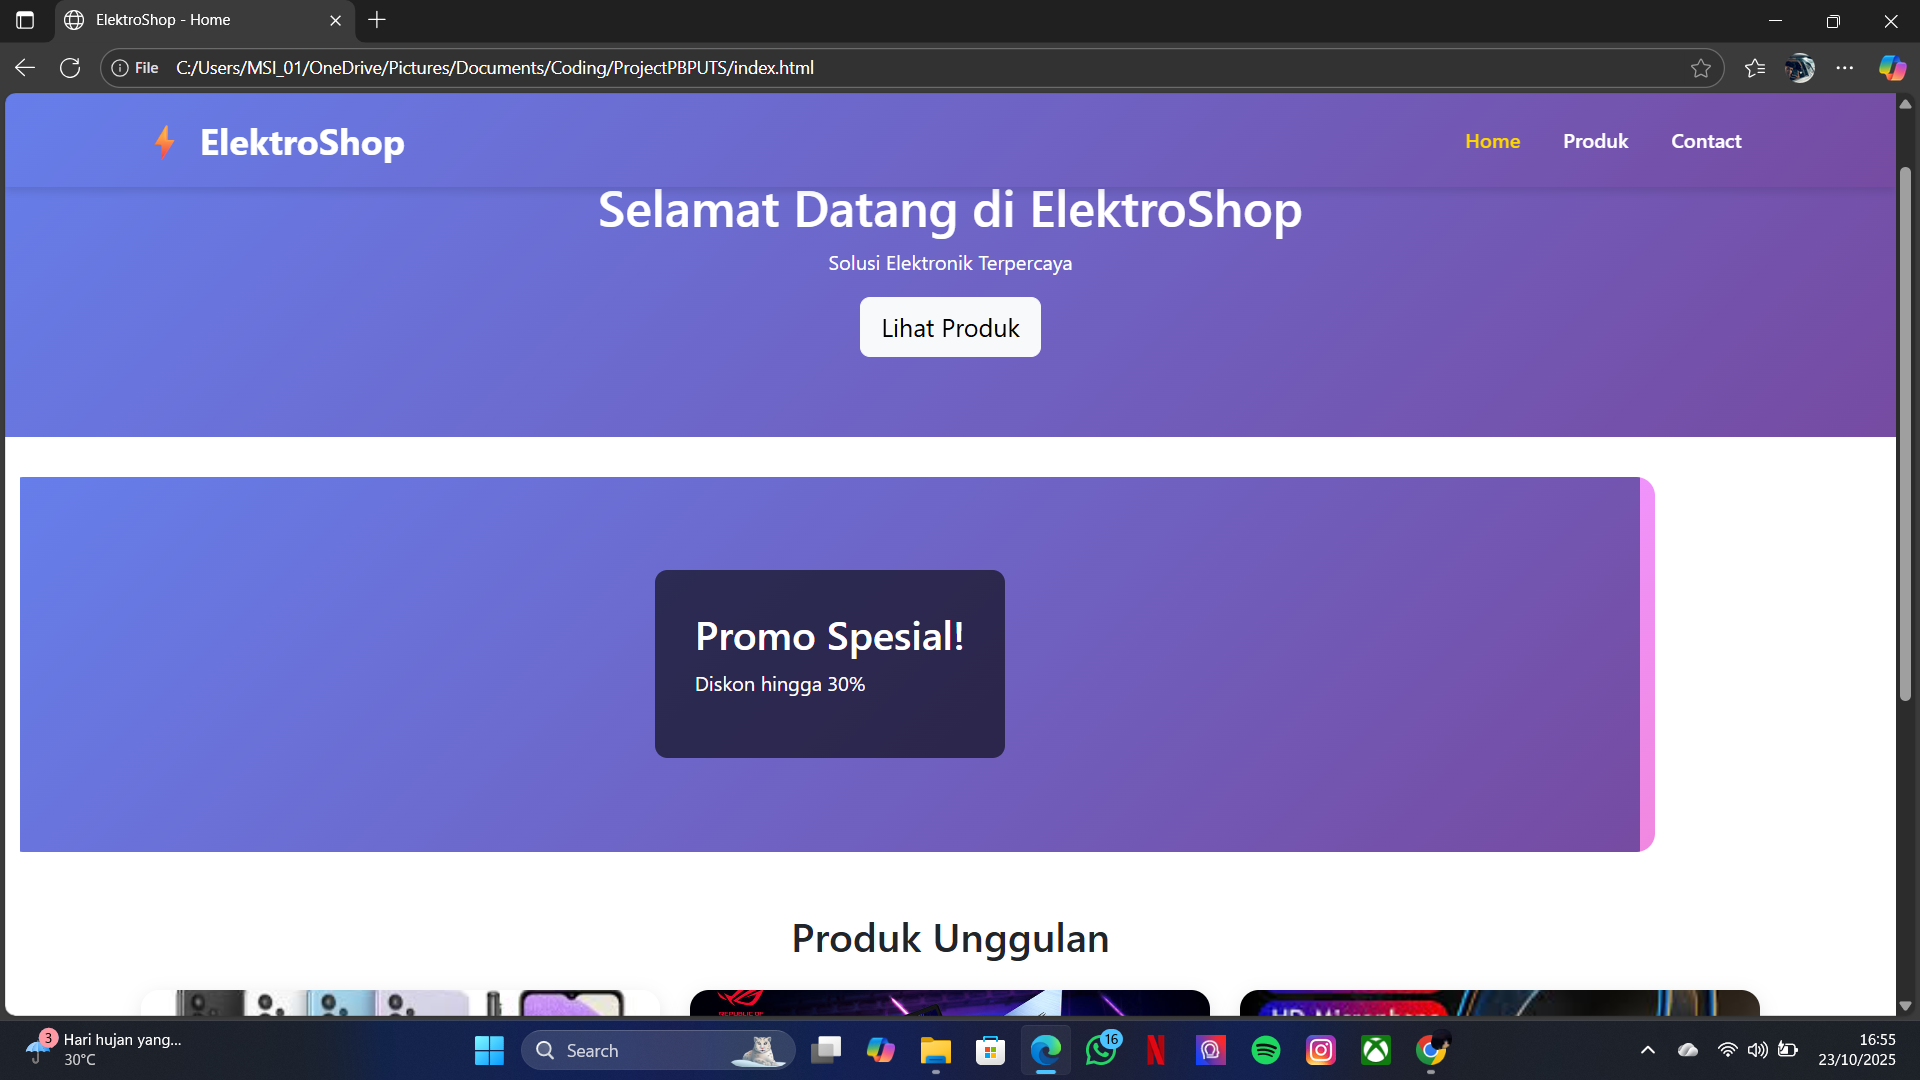 ElektroShop - Home
File
C:/Users/MSI_01/OneDrive/Pictures/Documents/Coding/ProjectPBPUTS/index.html
ElektroShop
Home
Produk
Contact
Selamat Datang di ElektroShop
Solusi Elektronik Terpercaya
Lihat Produk
Promo Spesial!
Diskon hingga 30%
Produk Unggulan
3
Hari hujan yang...
30°C
Search
16
16:55
23/10/2025